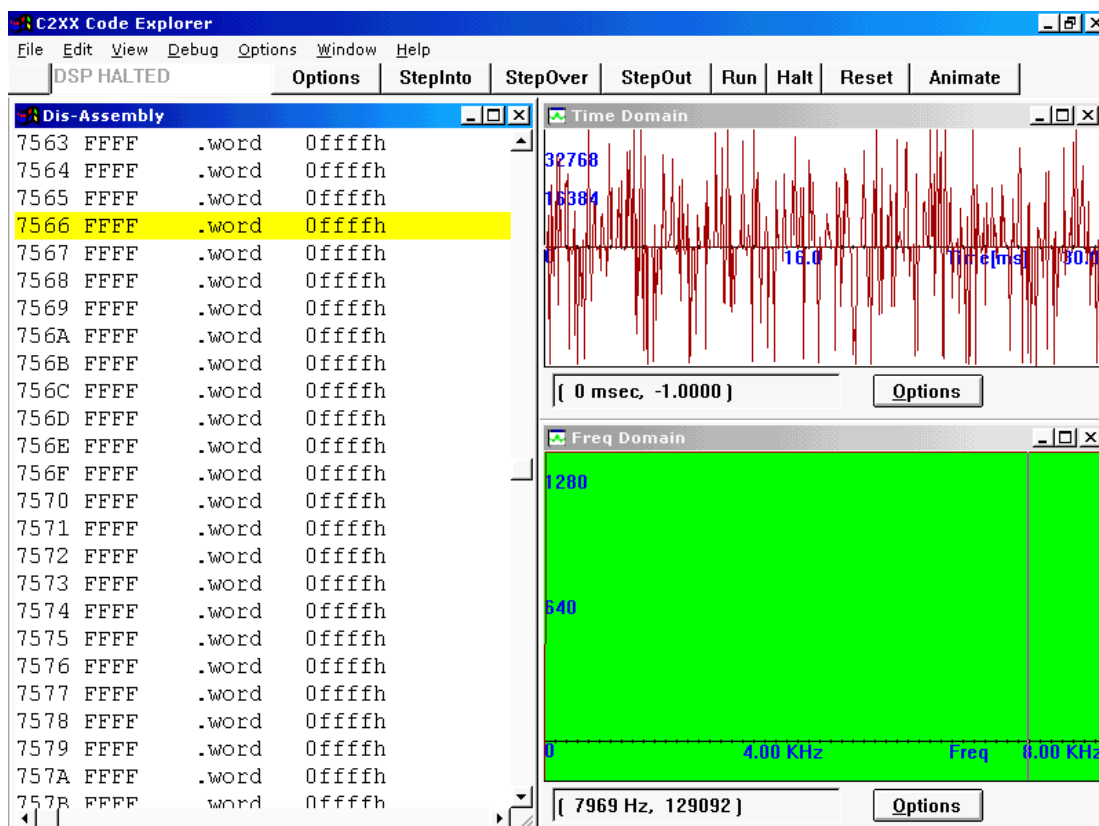 C2XX Code Explorer
File Edit View Debug Options Window Help
DSP HALTED Options StepInto StepOver StepOut Run Halt Reset Animate
Dis-Assembly
7563 FFFF .word 0ffffh
7564 FFFF .word 0ffffh
7565 FFFF .word 0ffffh
7566 FFFF .word 0ffffh
7567 FFFF .word 0ffffh
7568 FFFF .word 0ffffh
7569 FFFF .word 0ffffh
756A FFFF .word 0ffffh
756B FFFF .word 0ffffh
756C FFFF .word 0ffffh
756D FFFF .word 0ffffh
756E FFFF .word 0ffffh
756F FFFF .word 0ffffh
7570 FFFF .word 0ffffh
7571 FFFF .word 0ffffh
7572 FFFF .word 0ffffh
7573 FFFF .word 0ffffh
7574 FFFF .word 0ffffh
7575 FFFF .word 0ffffh
7576 FFFF .word 0ffffh
7577 FFFF .word 0ffffh
7578 FFFF .word 0ffffh
7579 FFFF .word 0ffffh
757A FFFF .word 0ffffh
757B FFFF .word 0ffffh
Time Domain
32768
16384
0 16.0 Time[ms] 30.0
( 0 msec, -1.0000 ) Options
Freq Domain
1280
640
0 4.00 KHz Freq 8.00 KHz
( 7969 Hz, 129092 ) Options